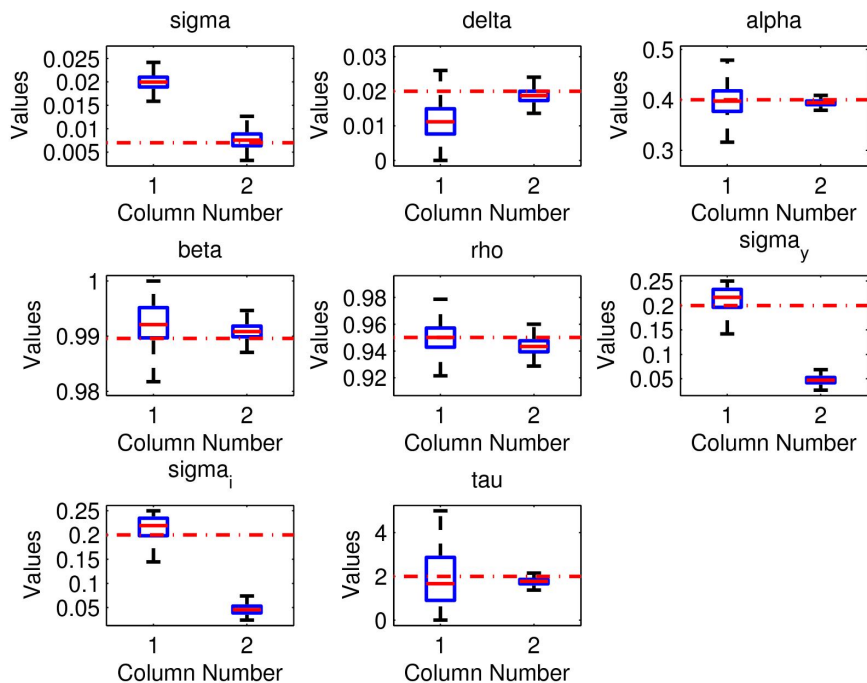 sigma
Values
0.025
0.02
0.015
0.01
0.005
1
2
Column Number
delta
Values
0.03
0.02
0.01
0
1
2
Column Number
alpha
Values
0.5
0.4
0.3
1
2
Column Number
beta
Values
1
0.99
0.98
1
2
Column Number
rho
Values
0.98
0.96
0.94
0.92
1
2
Column Number
sigma_y
Values
0.25
0.2
0.15
0.1
0.05
1
2
Column Number
sigma_i
Values
0.25
0.2
0.15
0.1
0.05
1
2
Column Number
tau
Values
4
2
0
1
2
Column Number